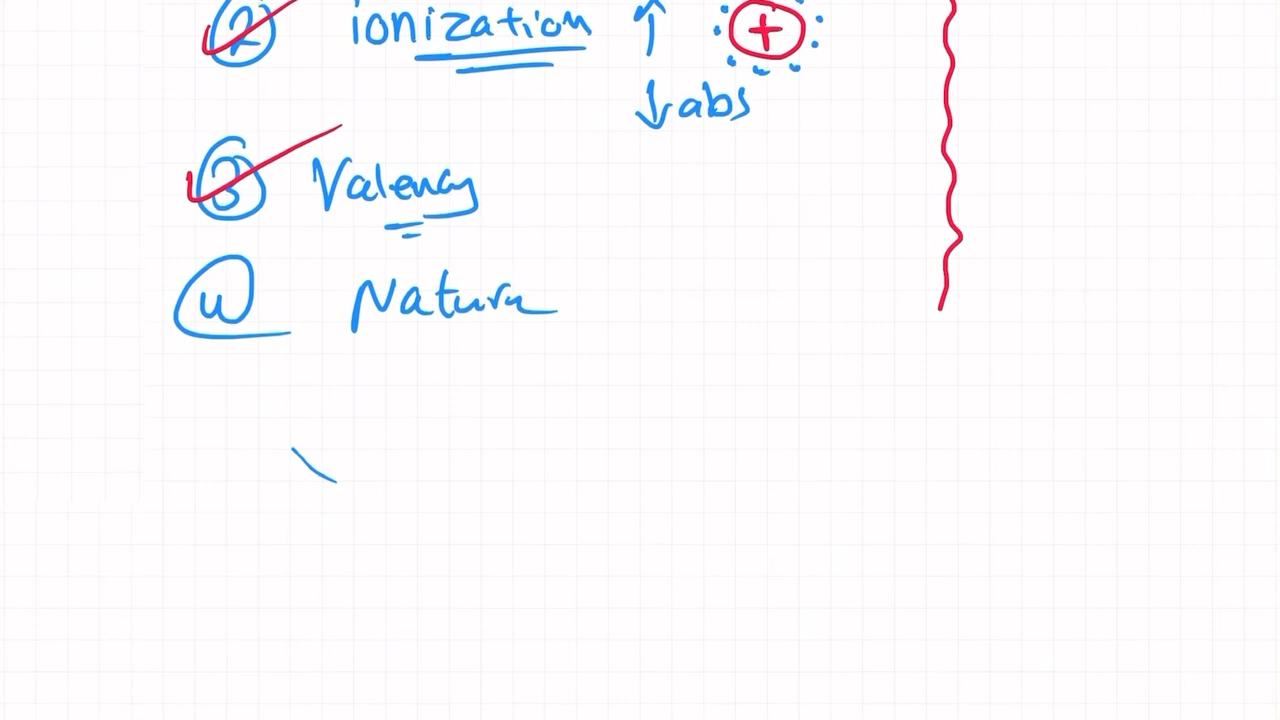 2 ionization ↑ +
↓ abs
3 Valency
4 Nature